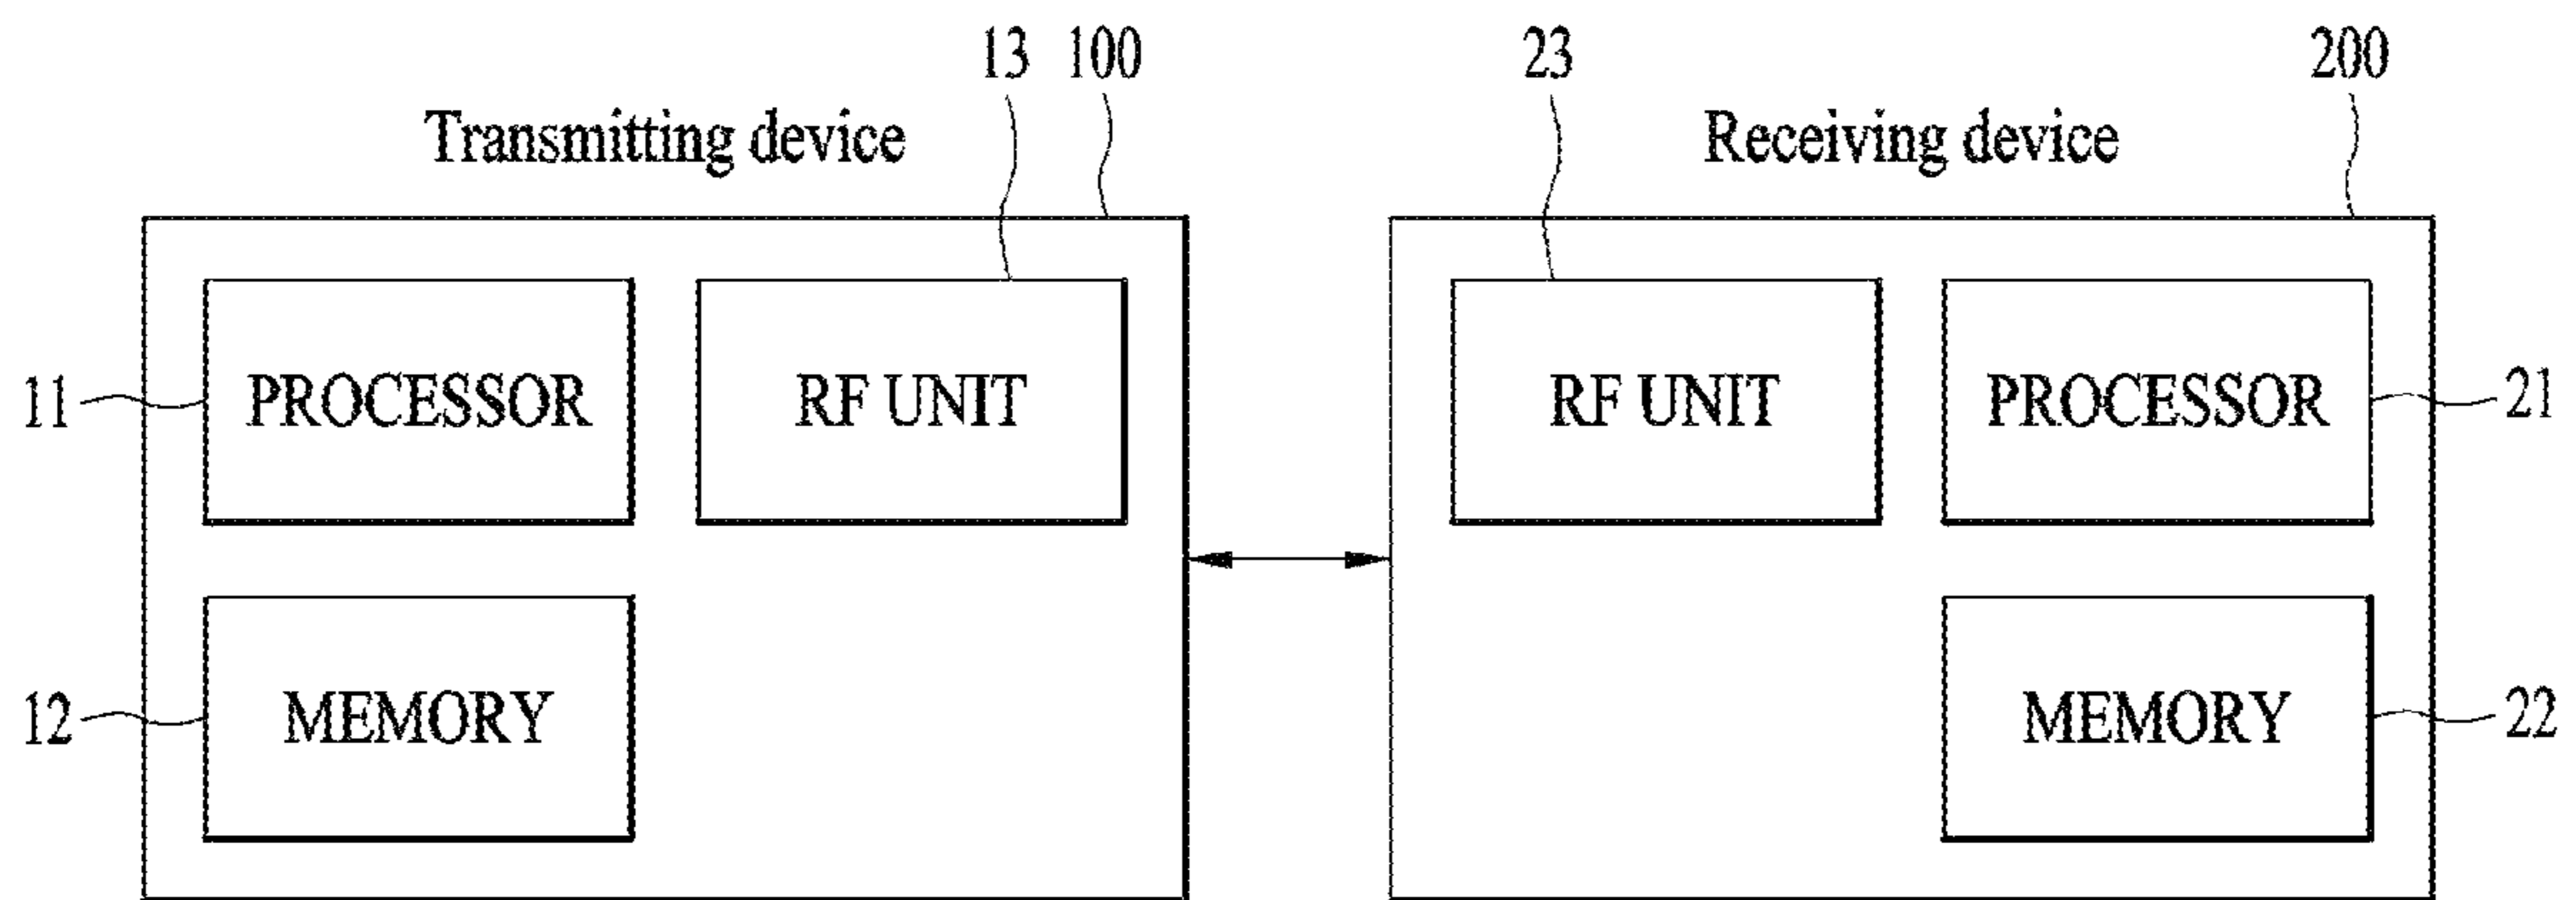 13 100 23 200
Transmitting device Receiving device
11 PROCESSOR RF UNIT RF UNIT PROCESSOR 21
12 MEMORY MEMORY 22